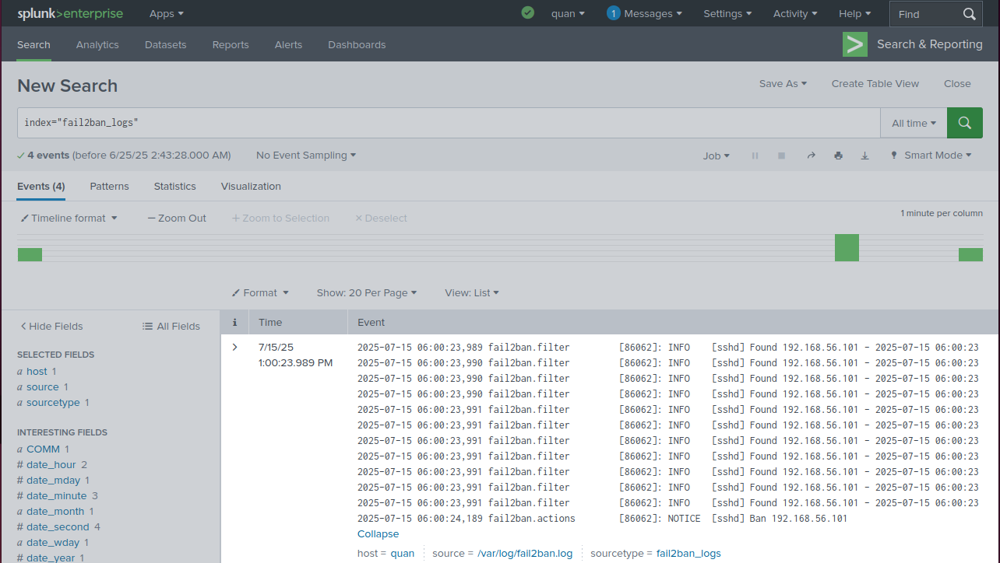 splunk>enterprise Apps quan 1 Messages Settings Activity Help Find
Search Analytics Datasets Reports Alerts Dashboards > Search & Reporting
New Search Save As Create Table View Close
index="fail2ban_logs" All time
4 events (before 6/25/25 2:43:28.000 AM) No Event Sampling Job Smart Mode
Events (4) Patterns Statistics Visualization
Timeline format — Zoom Out + Zoom to Selection × Deselect 1 minute per column
Format Show: 20 Per Page View: List
< Hide Fields All Fields i Time Event
SELECTED FIELDS
a host 1
a source 1
a sourcetype 1
INTERESTING FIELDS
a COMM 1
# date_hour 2
# date_mday 1
# date_minute 3
a date_month 1
# date_second 4
a date_wday 1
# date_year 1
> 7/15/25
1:00:23.989 PM
2025-07-15 06:00:23,989 fail2ban.filter [86062]: INFO [sshd] Found 192.168.56.101 - 2025-07-15 06:00:23
2025-07-15 06:00:23,990 fail2ban.filter [86062]: INFO [sshd] Found 192.168.56.101 - 2025-07-15 06:00:23
2025-07-15 06:00:23,990 fail2ban.filter [86062]: INFO [sshd] Found 192.168.56.101 - 2025-07-15 06:00:23
2025-07-15 06:00:23,990 fail2ban.filter [86062]: INFO [sshd] Found 192.168.56.101 - 2025-07-15 06:00:23
2025-07-15 06:00:23,991 fail2ban.filter [86062]: INFO [sshd] Found 192.168.56.101 - 2025-07-15 06:00:23
2025-07-15 06:00:23,991 fail2ban.filter [86062]: INFO [sshd] Found 192.168.56.101 - 2025-07-15 06:00:23
2025-07-15 06:00:23,991 fail2ban.filter [86062]: INFO [sshd] Found 192.168.56.101 - 2025-07-15 06:00:23
2025-07-15 06:00:23,991 fail2ban.filter [86062]: INFO [sshd] Found 192.168.56.101 - 2025-07-15 06:00:23
2025-07-15 06:00:23,991 fail2ban.filter [86062]: INFO [sshd] Found 192.168.56.101 - 2025-07-15 06:00:23
2025-07-15 06:00:23,991 fail2ban.filter [86062]: INFO [sshd] Found 192.168.56.101 - 2025-07-15 06:00:23
2025-07-15 06:00:23,991 fail2ban.filter [86062]: INFO [sshd] Found 192.168.56.101 - 2025-07-15 06:00:23
2025-07-15 06:00:24,189 fail2ban.actions [86062]: NOTICE [sshd] Ban 192.168.56.101
Collapse
host = quan source = /var/log/fail2ban.log sourcetype = fail2ban_logs